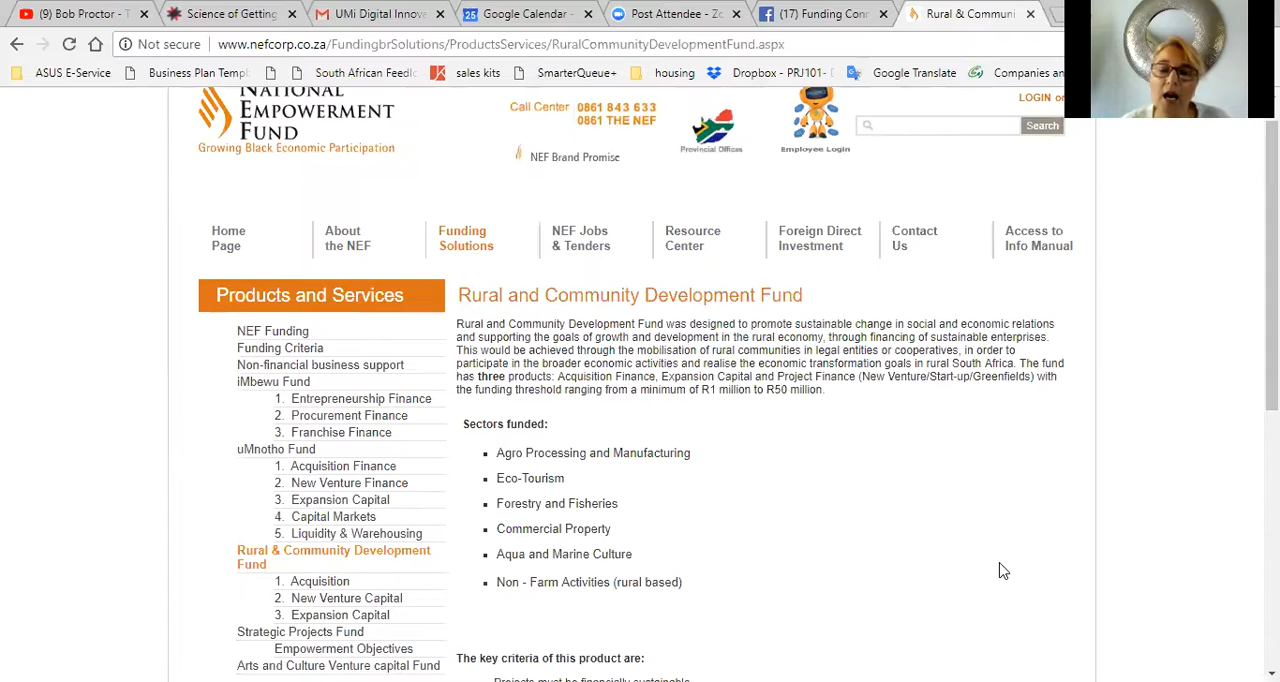 (9) Bob Proctor - T
Science of Getting
UMi Digital Innova
Google Calendar -
Post Attendee - Zo
(17) Funding Conn
Rural & Communi
Not secure www.nefcorp.co.za/FundingbrSolutions/ProductsServices/RuralCommunityDevelopmentFund.aspx
ASUS E-Service
Business Plan Temp
South African Feedl
sales kits
SmarterQueue+
housing
Dropbox - PRJ101-
Google Translate
Companies an
NATIONAL
EMPOWERMENT
FUND
Growing Black Economic Participation
Call Center 0861 843 633
0861 THE NEF
NEF Brand Promise
Provincial Offices
Employee Login
LOGIN or
Search
Home
Page
About
the NEF
Funding
Solutions
NEF Jobs
& Tenders
Resource
Center
Foreign Direct
Investment
Contact
Us
Access to
Info Manual
Products and Services
NEF Funding
Funding Criteria
Non-financial business support
iMbewu Fund
1. Entrepreneurship Finance
2. Procurement Finance
3. Franchise Finance
uMnotho Fund
1. Acquisition Finance
2. New Venture Finance
3. Expansion Capital
4. Capital Markets
5. Liquidity & Warehousing
Rural & Community Development
Fund
1. Acquisition
2. New Venture Capital
3. Expansion Capital
Strategic Projects Fund
Empowerment Objectives
Arts and Culture Venture capital Fund
Rural and Community Development Fund
Rural and Community Development Fund was designed to promote sustainable change in social and economic relations
and supporting the goals of growth and development in the rural economy, through financing of sustainable enterprises.
This would be achieved through the mobilisation of rural communities in legal entities or cooperatives, in order to
participate in the broader economic activities and realise the economic transformation goals in rural South Africa. The fund
has three products: Acquisition Finance, Expansion Capital and Project Finance (New Venture/Start-up/Greenfields) with
the funding threshold ranging from a minimum of R1 million to R50 million.
Sectors funded:
Agro Processing and Manufacturing
Eco-Tourism
Forestry and Fisheries
Commercial Property
Aqua and Marine Culture
Non - Farm Activities (rural based)
The key criteria of this product are:
Projects must be financially sustainable